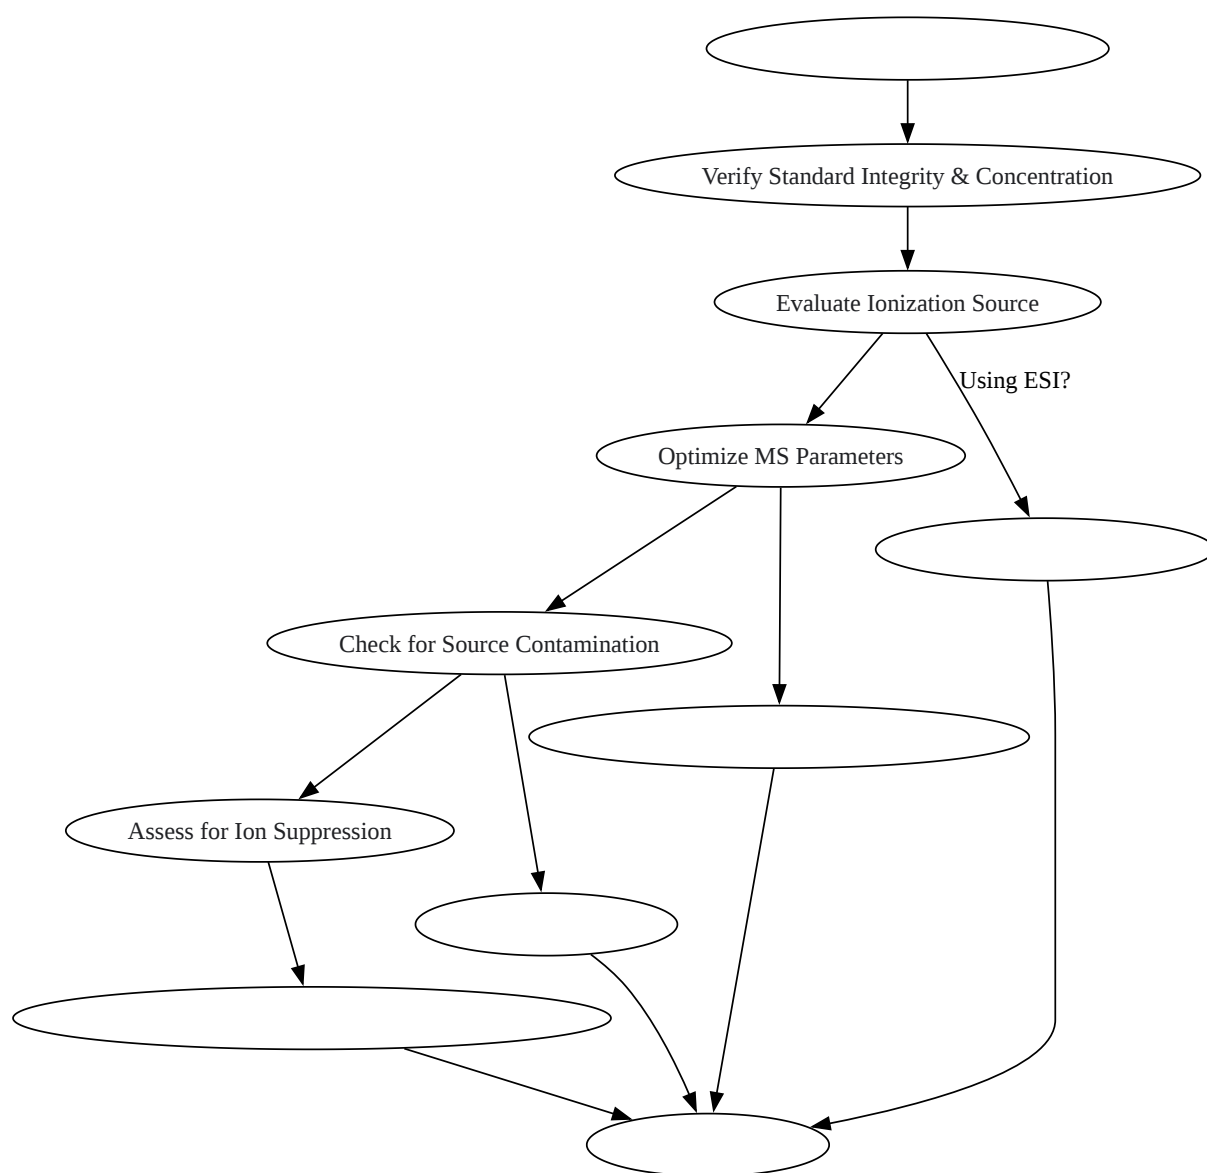 Verify Standard Integrity & Concentration
Evaluate Ionization Source
Using ESI?
Optimize MS Parameters
Check for Source Contamination
Assess for Ion Suppression